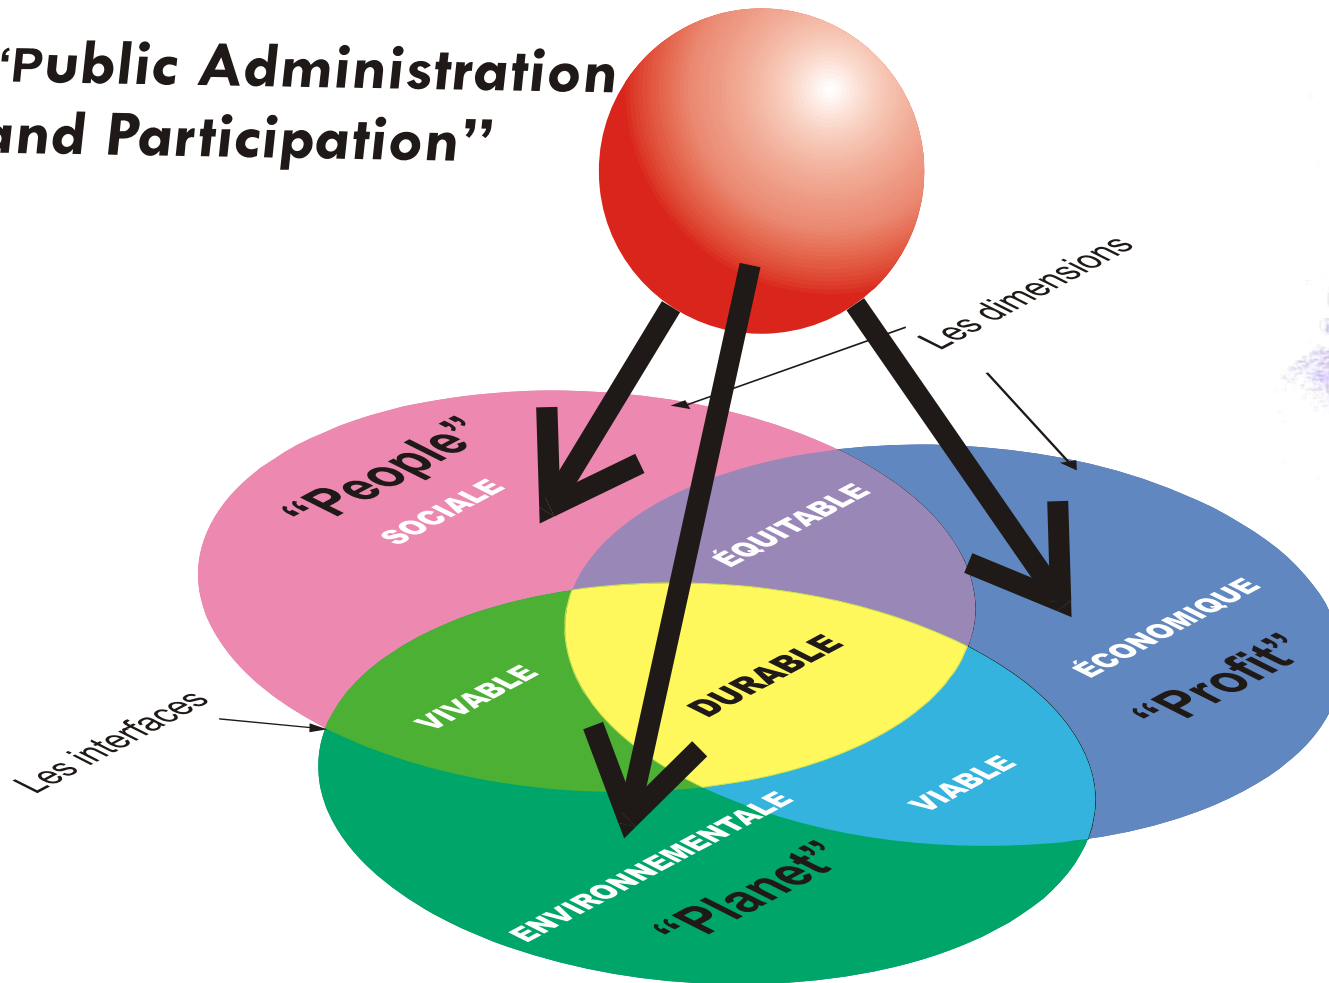 “Public Administration
and Participation”
Les dimensions
“People”
SOCIALE
ÉQUITABLE
ÉCONOMIQUE
“Profit”
VIVABLE
DURABLE
Les interfaces
VIABLE
ENVIRONNEMENTALE
“Planet”